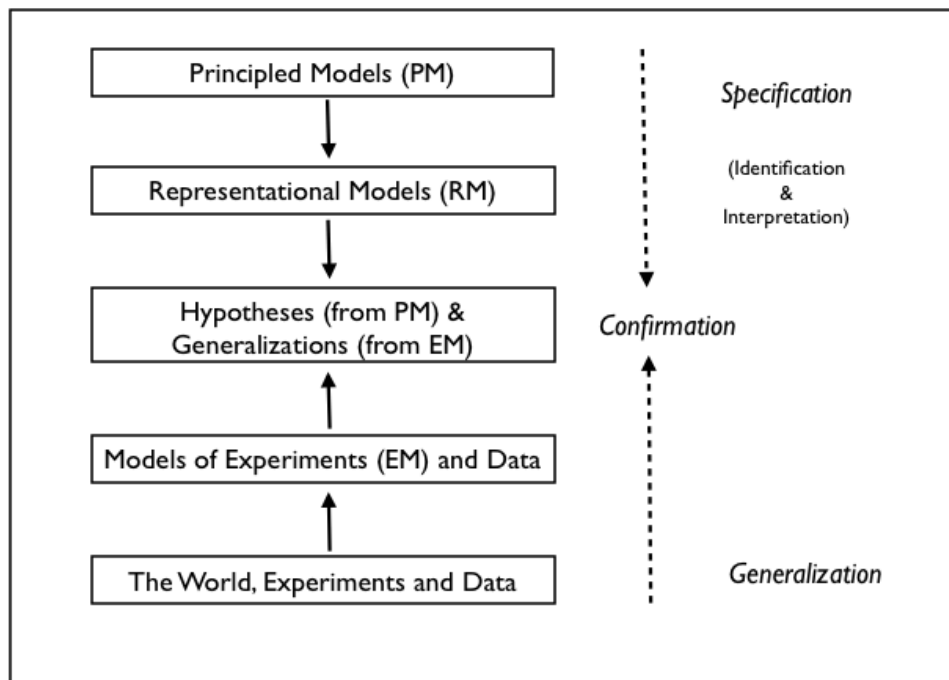 Principled Models (PM)
Specification
(Identification
&
Interpretation)
Representational Models (RM)
Hypotheses (from PM) &
Generalizations (from EM)
Confirmation
Models of Experiments (EM) and Data
The World, Experiments and Data
Generalization